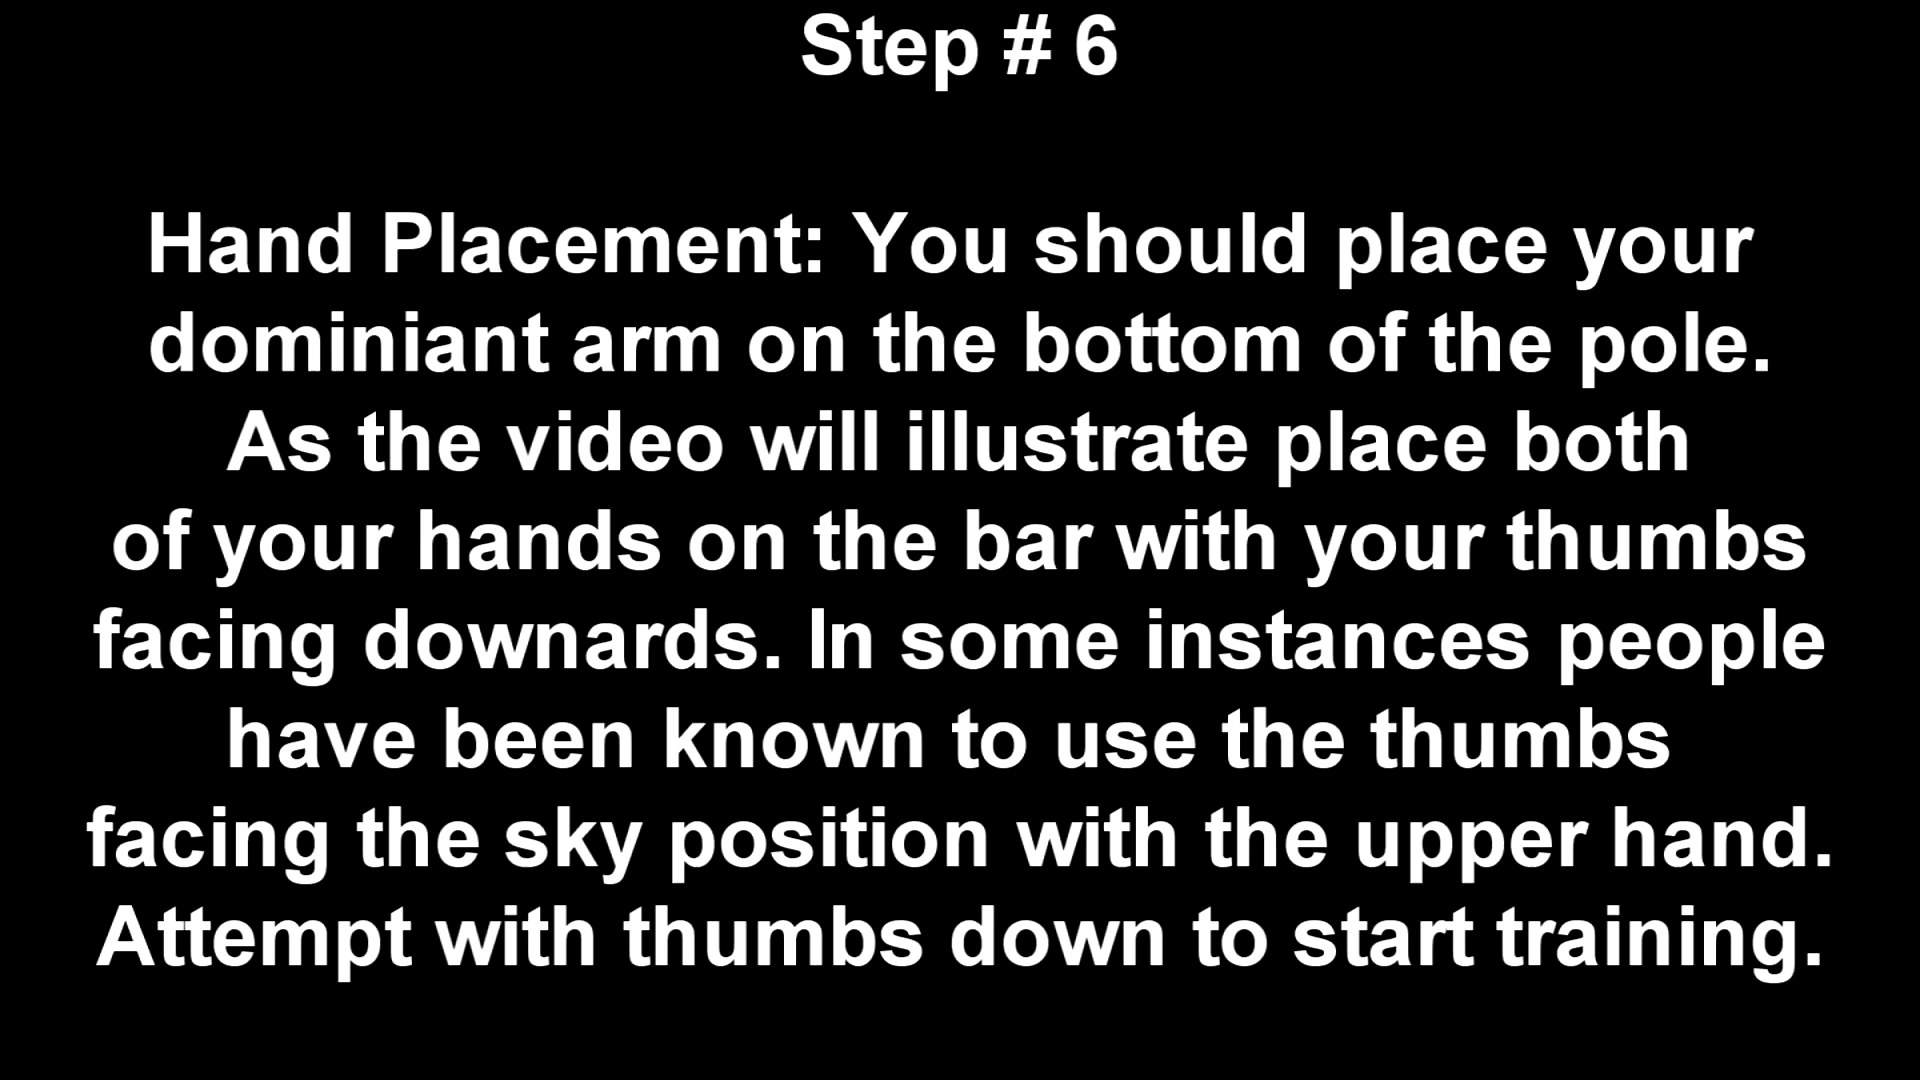 Step # 6
Hand Placement: You should place your
dominiant arm on the bottom of the pole.
As the video will illustrate place both
of your hands on the bar with your thumbs
facing downards. In some instances people
have been known to use the thumbs
facing the sky position with the upper hand.
Attempt with thumbs down to start training.